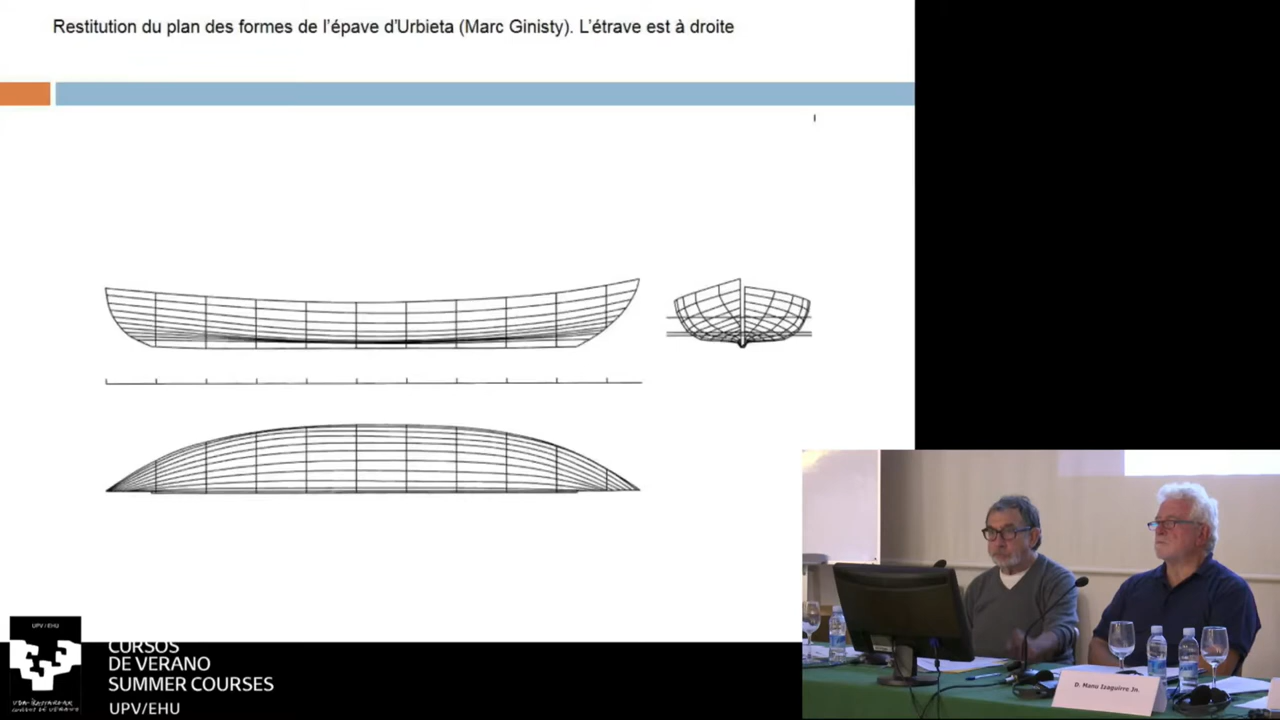 Restitution du plan des formes de l'épave d'Urbieta (Marc Ginisty). L'étrave est à droite
UPV / EHU
CURSOS
DE VERANO
SUMMER COURSES
UPV/EHU
D. Manu Izaguirre Jn.